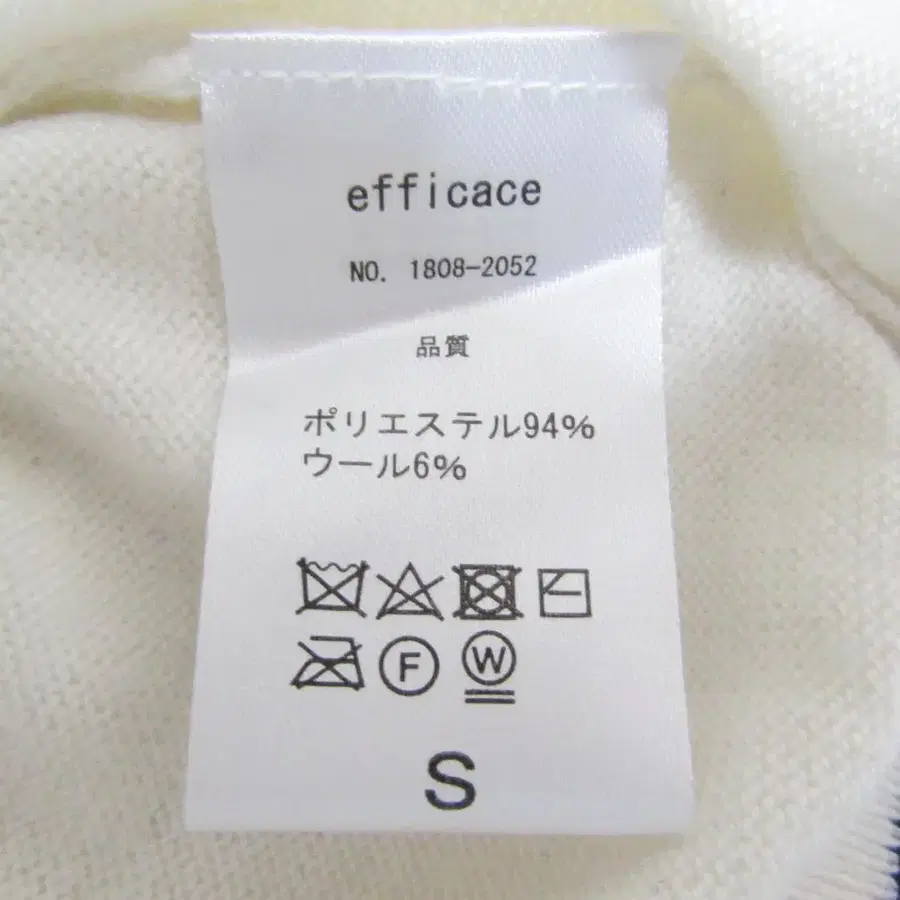 efficace
NO. 1808-2052
品質
ポリエステル94%
ウール6%
F W
S